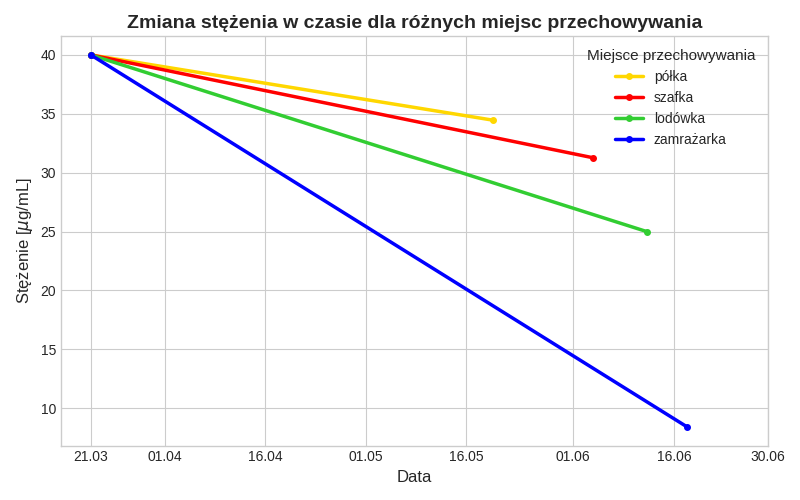 Zmiana stężenia w czasie dla różnych miejsc przechowywania
Stężenie [μg/mL]
40
35
30
25
20
15
10
Miejsce przechowywania
półka
szafka
lodówka
zamrażarka
21.03 01.04 16.04 01.05 16.05 01.06 16.06 30.06
Data